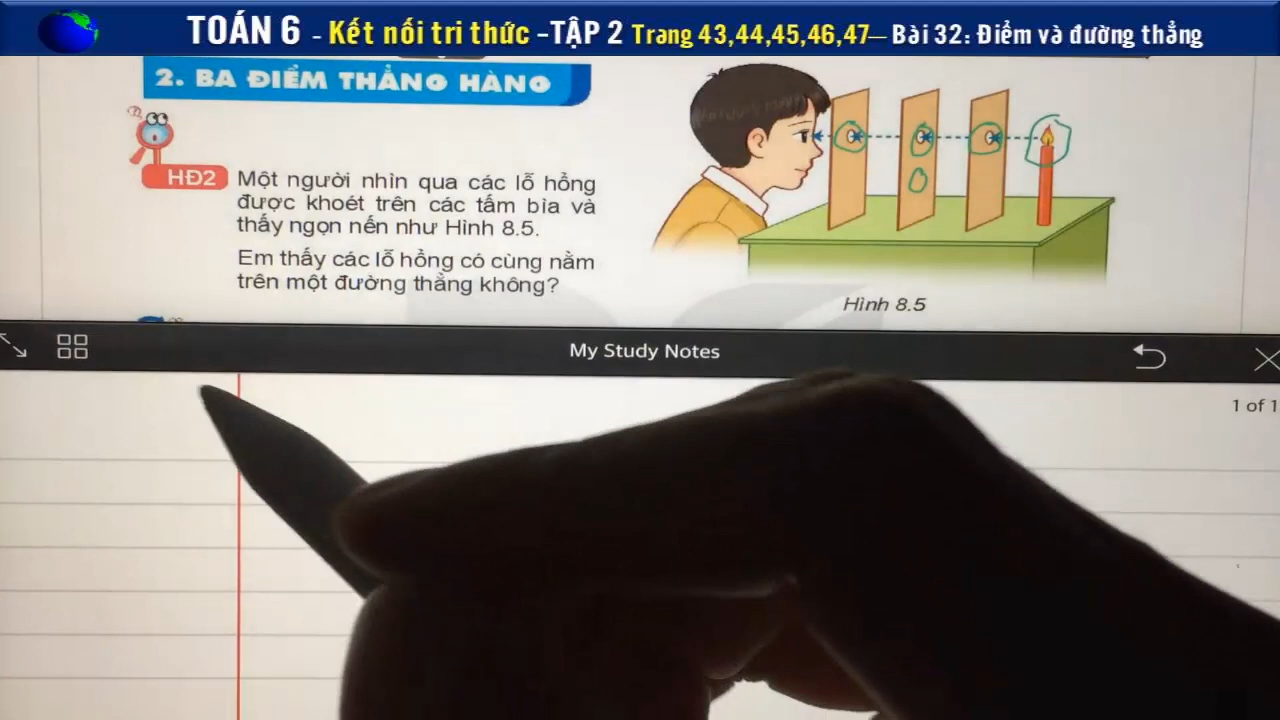 TOÁN 6 - Kết nối tri thức -TẬP 2 Trang 43,44,45,46,47– Bài 32: Điểm và đường thẳng
2. BA ĐIỂM THẲNG HÀNG
HĐ2 Một người nhìn qua các lỗ hổng
được khoét trên các tấm bìa và
thấy ngọn nến như Hình 8.5.
Em thấy các lỗ hổng có cùng nằm
trên một đường thẳng không?
Hình 8.5
My Study Notes
1 of 1